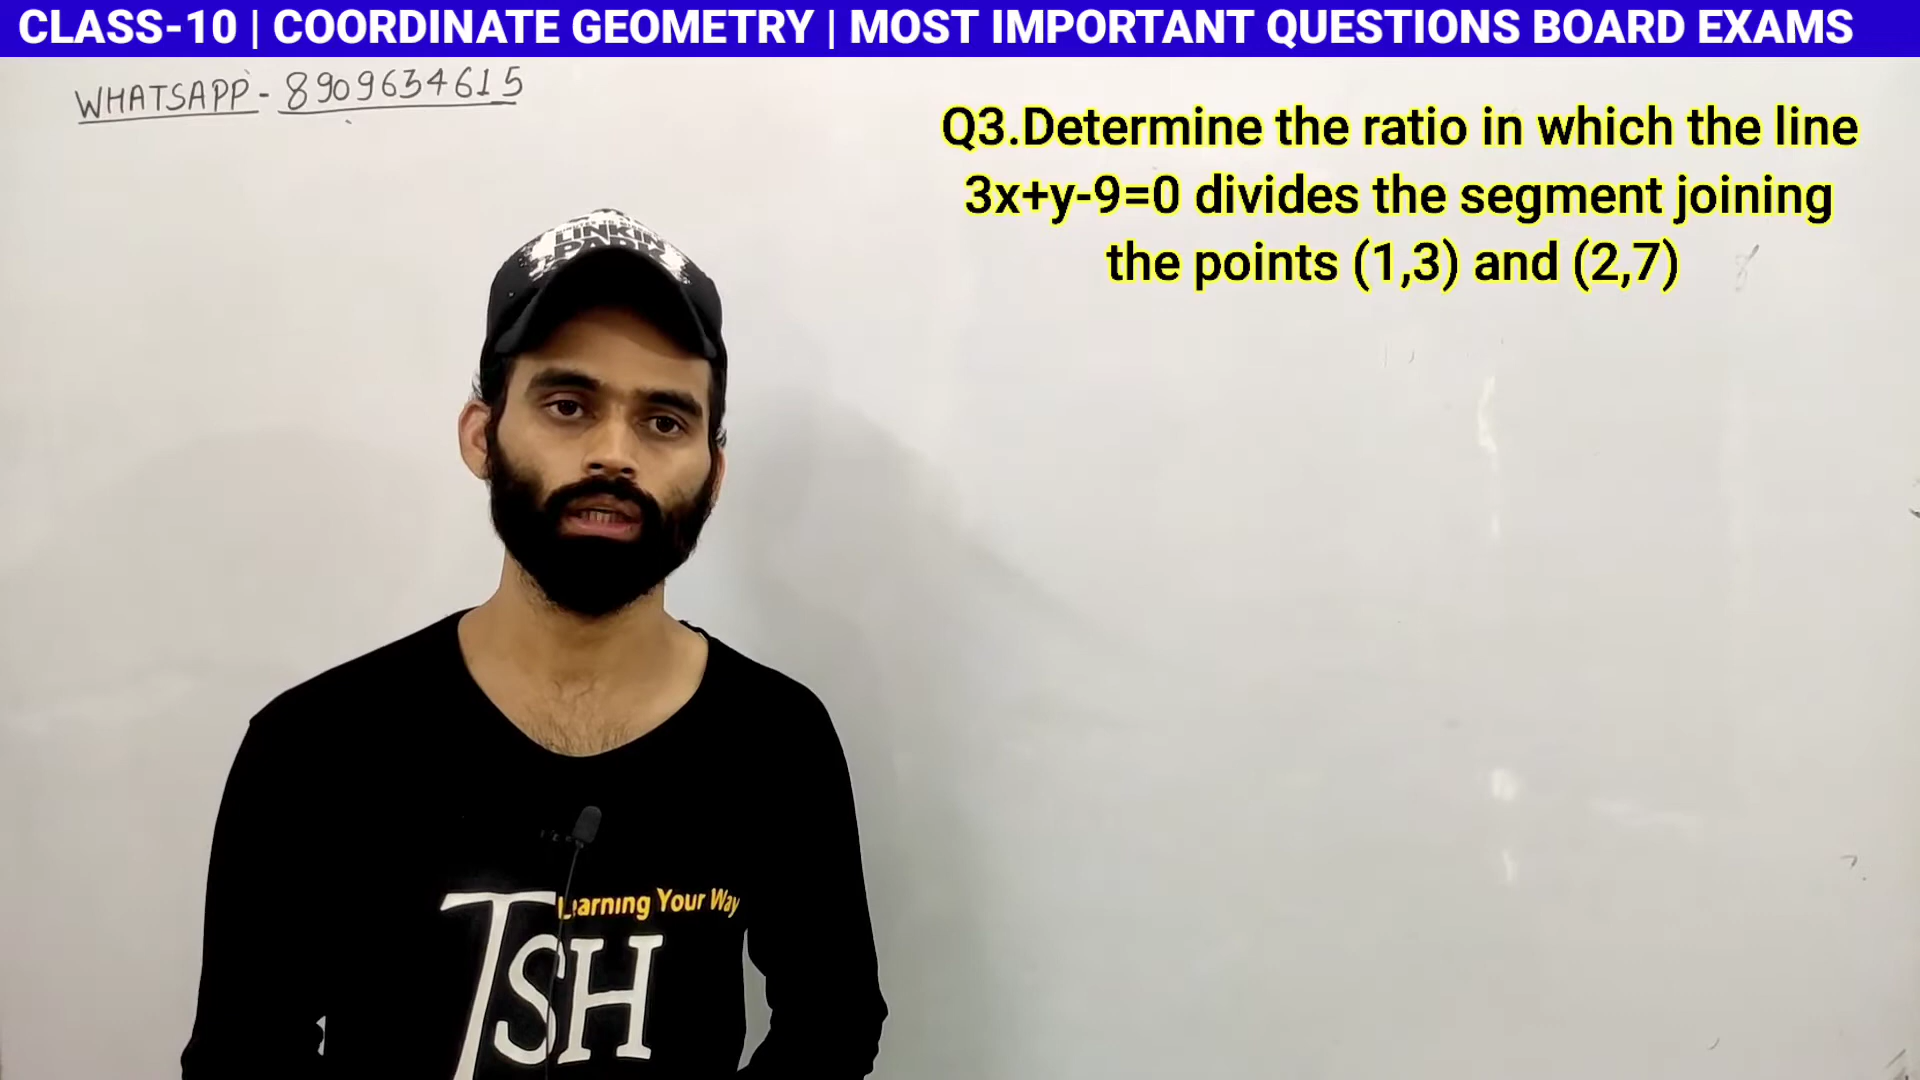 CLASS-10 | COORDINATE GEOMETRY | MOST IMPORTANT QUESTIONS BOARD EXAMS
WHATSAPP - 8909634615
Q3.Determine the ratio in which the line
3x+y-9=0 divides the segment joining
the points (1,3) and (2,7)
LINKIN
PARK
Learning Your Way
TSH